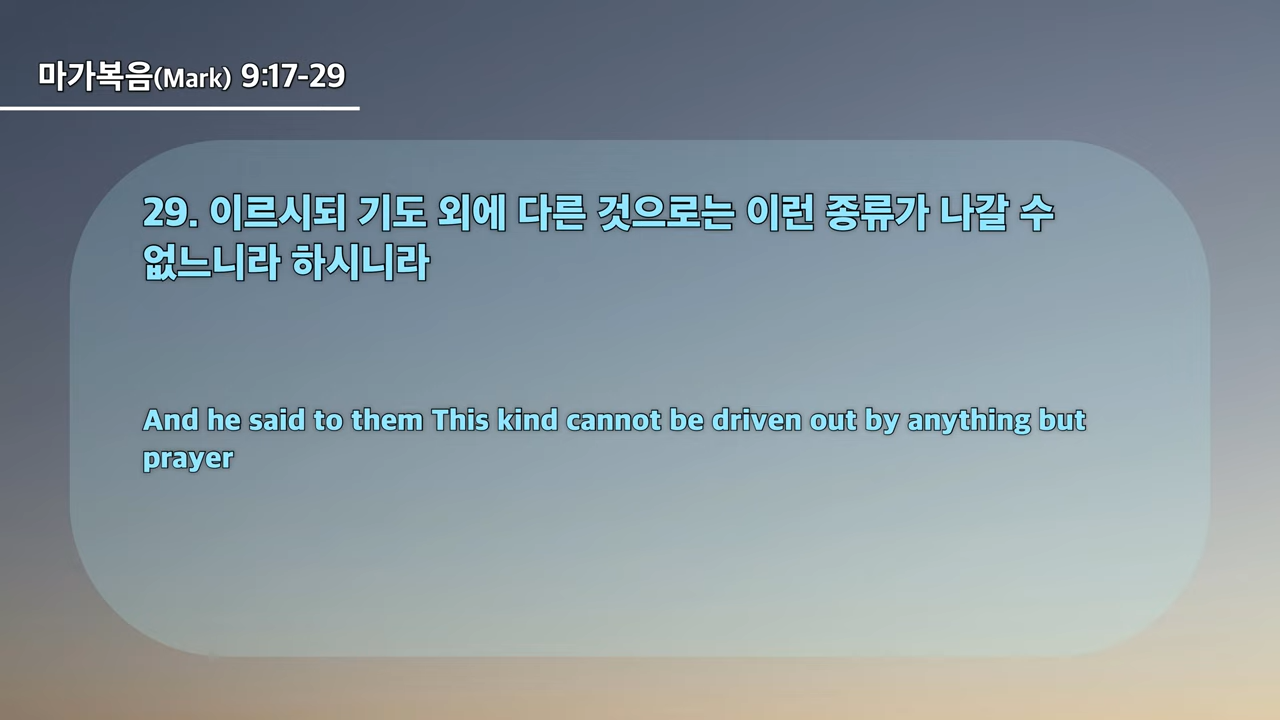 마가복음(Mark) 9:17-29
29. 이르시되 기도 외에 다른 것으로는 이런 종류가 나갈 수
없느니라 하시니라
And he said to them This kind cannot be driven out by anything but
prayer